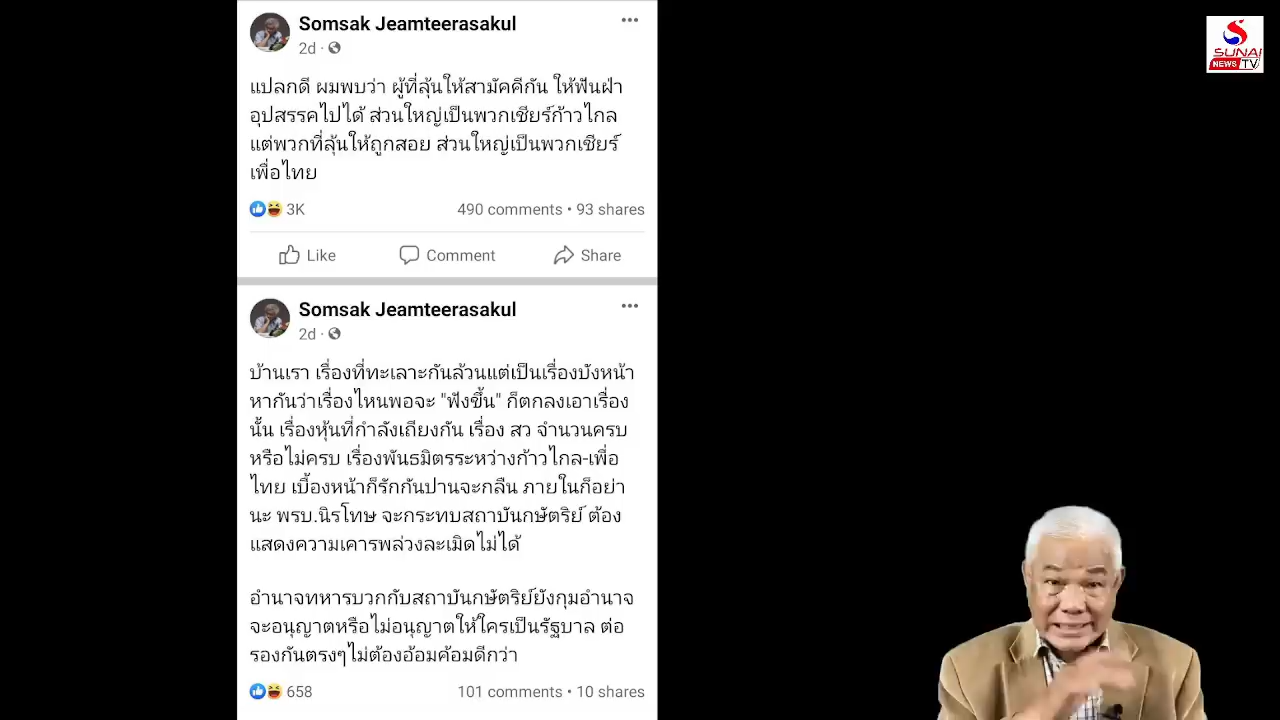 Somsak Jeamteerasakul
2d
แปลกดี ผมพบว่า ผู้ที่ลุ้นให้สามัคคีกัน ให้ฟันฝ่า
อุปสรรคไปได้ ส่วนใหญ่เป็นพวกเชียร์ก้าวไกล
แต่พวกที่ลุ้นให้ถูกสอย ส่วนใหญ่เป็นพวกเชียร์
เพื่อไทย
3K 490 comments • 93 shares
Like Comment Share
Somsak Jeamteerasakul
2d
บ้านเรา เรื่องที่ทะเลาะกันล้วนแต่เป็นเรื่องบังหน้า
หากันว่าเรื่องไหนพอจะ "ฟังขึ้น" ก็ตกลงเอาเรื่อง
นั้น เรื่องหุ้นที่กำลังเถียงกัน เรื่อง สว จำนวนครบ
หรือไม่ครบ เรื่องพันธมิตรระหว่างก้าวไกล-เพื่อ
ไทย เบื้องหน้าก็รักกันปานจะกลืน ภายในก็อย่า
นะ พรบ.นิรโทษ จะกระทบสถาบันกษัตริย์ ต้อง
แสดงความเคารพล่วงละเมิดไม่ได้
อำนาจทหารบวกกับสถาบันกษัตริย์ยังกุมอำนาจ
จะอนุญาตหรือไม่อนุญาตให้ใครเป็นรัฐบาล ต่อ
รองกันตรงๆไม่ต้องอ้อมค้อมดีกว่า
658 101 comments • 10 shares
SUNAI
NEWS TV